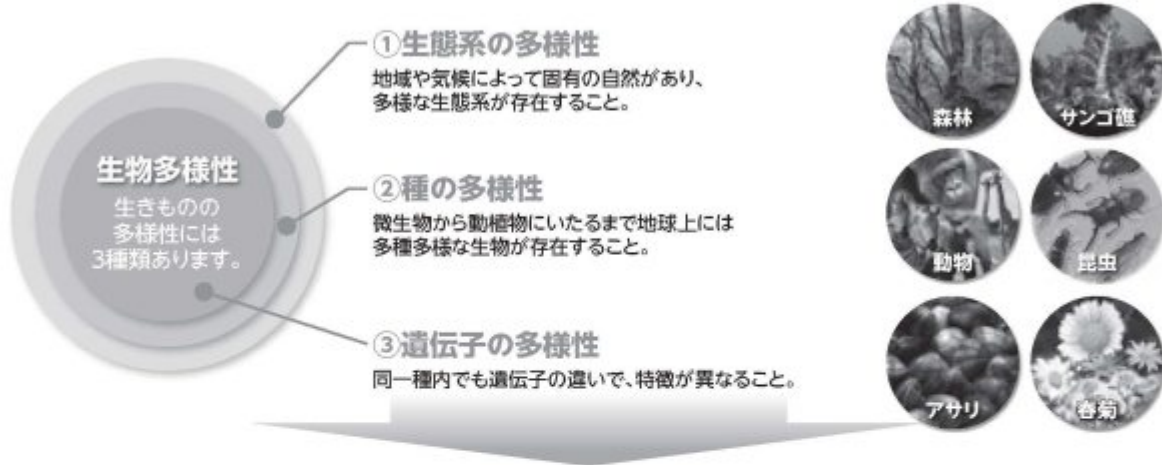 ①生態系の多様性
地域や気候によって固有の自然があり、
多様な生態系が存在すること。
森林
サンゴ礁
生物多様性
生きものの
多様性には
3種類あります。
②種の多様性
微生物から動植物にいたるまで地球上には
多種多様な生物が存在すること。
動物
昆虫
③遺伝子の多様性
同一種内でも遺伝子の違いで、特徴が異なること。
アサリ
春菊